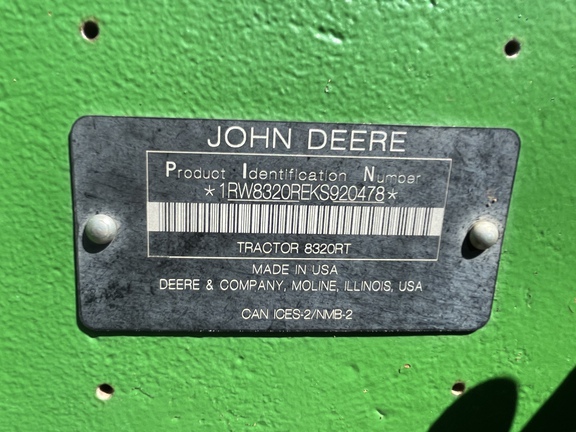 JOHN DEERE
Product Identification Number
*1RW8320REKS920478*
TRACTOR 8320RT
MADE IN USA
DEERE & COMPANY, MOLINE, ILLINOIS, USA
CAN ICES-2/NMB-2